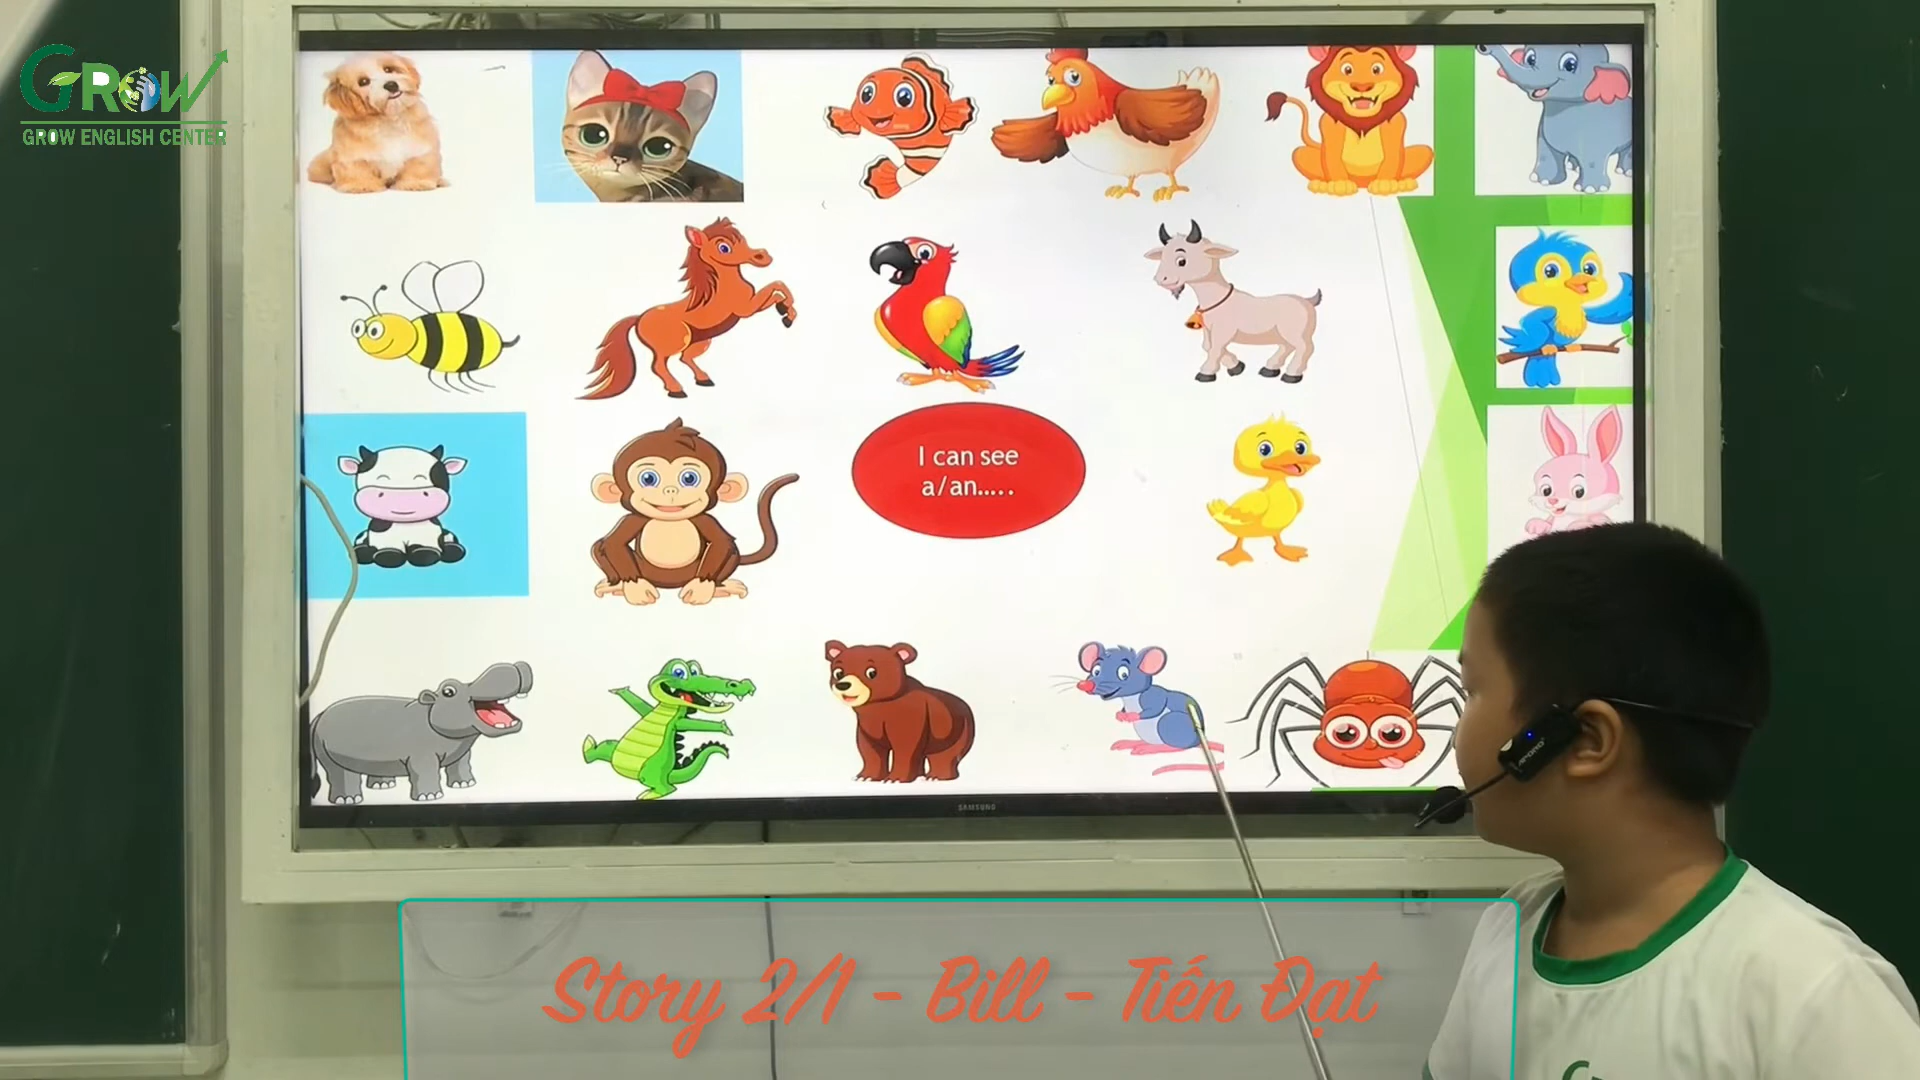 GROW
GROW ENGLISH CENTER
I can see
a/an.....
SAMSUNG
Story 2/1 - Bill - Tiến Đạt